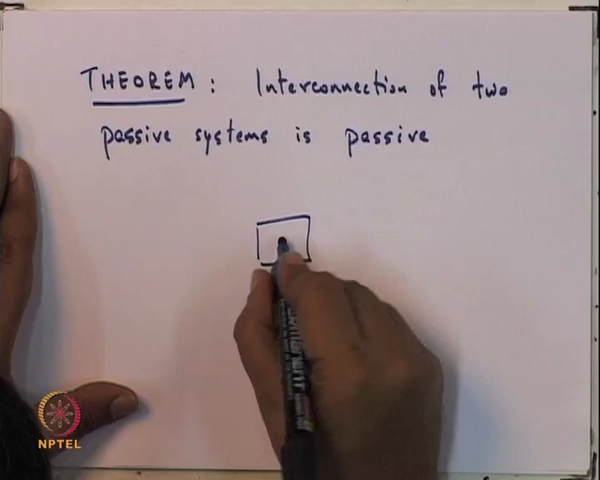 THEOREM : Interconnection of two
passive systems is passive
NPTEL